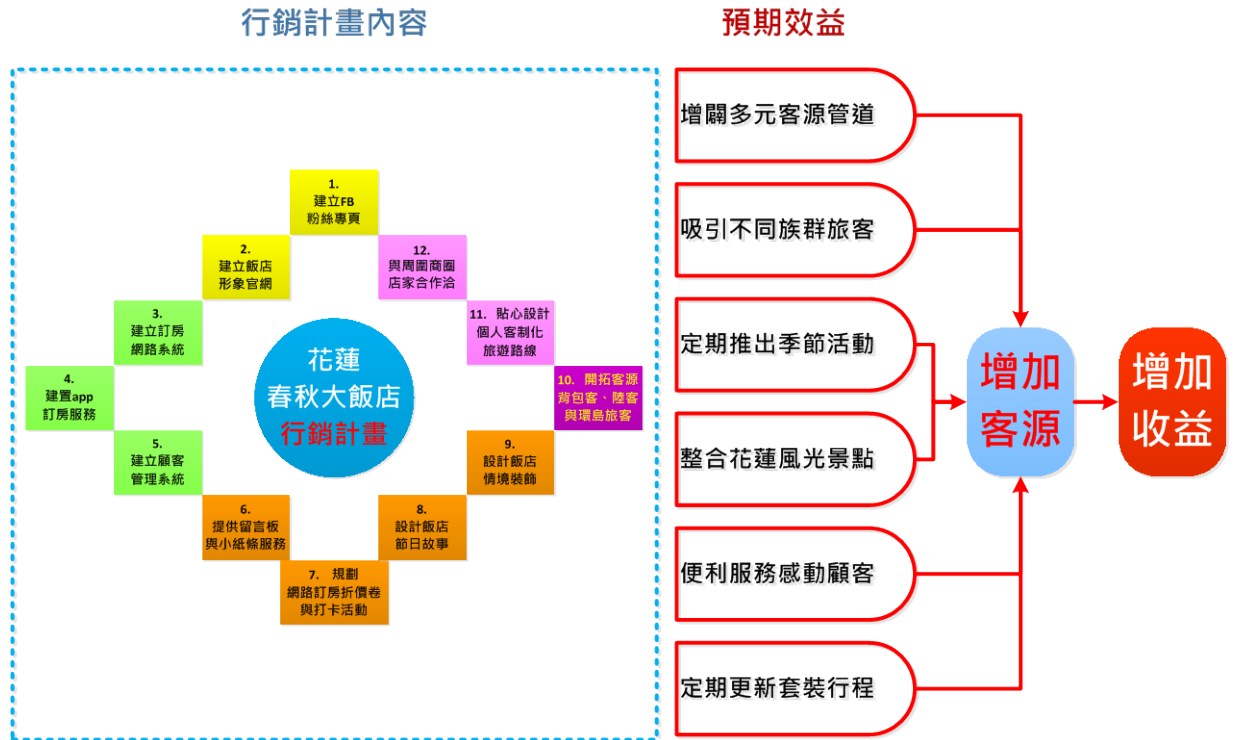 行銷計畫內容
預期效益
1.
建立FB
粉絲專頁
2.
建立飯店
形象官網
3.
建立訂房
網路系統
4.
建置app
訂房服務
5.
建立顧客
管理系統
6.
提供留言板
與小紙條服務
7. 規劃
網路訂房折價卷
與打卡活動
8.
設計飯店
節日故事
9.
設計飯店
情境裝飾
10. 開拓客源
背包客、陸客
與環島旅客
11. 貼心設計
個人客制化
旅遊路線
12.
與周圍商圈
店家合作洽
花蓮
春秋大飯店
行銷計畫
增闢多元客源管道
吸引不同族群旅客
定期推出季節活動
整合花蓮風光景點
便利服務感動顧客
定期更新套裝行程
增加
客源
增加
收益